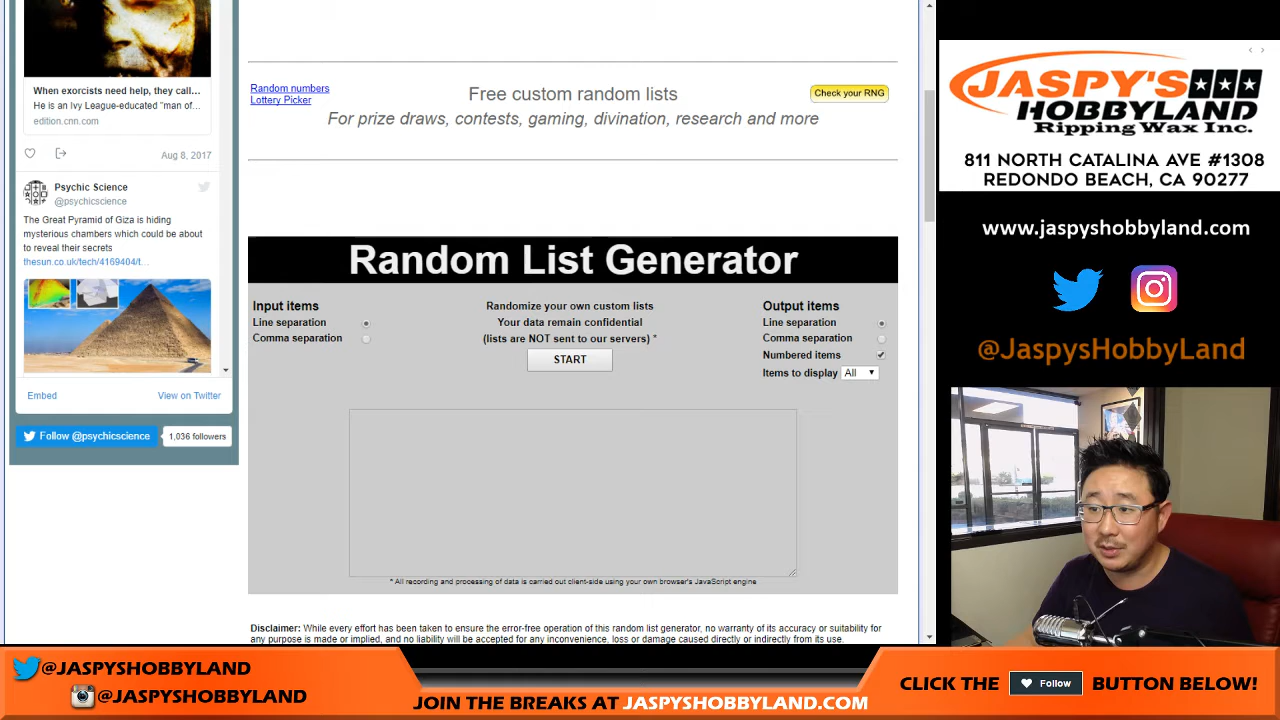 When exorcists need help, they call…
He is an Ivy League-educated "man of…
edition.cnn.com
Aug 8, 2017
Psychic Science
@psychicscience
The Great Pyramid of Giza is hiding
mysterious chambers which could be about
to reveal their secrets
thesun.co.uk/tech/4169404/t…
Embed
View on Twitter
Follow @psychicscience
1,036 followers
Random numbers
Lottery Picker
Free custom random lists
Check your RNG
For prize draws, contests, gaming, divination, research and more
Random List Generator
Input items
Line separation
Comma separation
Randomize your own custom lists
Your data remain confidential
(lists are NOT sent to our servers) *
START
Output items
Line separation
Comma separation
Numbered items
Items to display All
* All recording and processing of data is carried out client-side using your own browser's JavaScript engine
Disclaimer: While every effort has been taken to ensure the error-free operation of this random list generator, no warranty of its accuracy or suitability for
any purpose is made or implied, and no liability will be accepted for any inconvenience, loss or damage caused directly or indirectly from its use.
JASPY'S
HOBBYLAND
Ripping Wax Inc.
811 NORTH CATALINA AVE #1308
REDONDO BEACH, CA 90277
www.jaspyshobbyland.com
@JaspysHobbyLand
@JASPYSHOBBYLAND
@JASPYSHOBBYLAND
JOIN THE BREAKS AT JASPYSHOBBYLAND.COM
CLICK THE Follow BUTTON BELOW!